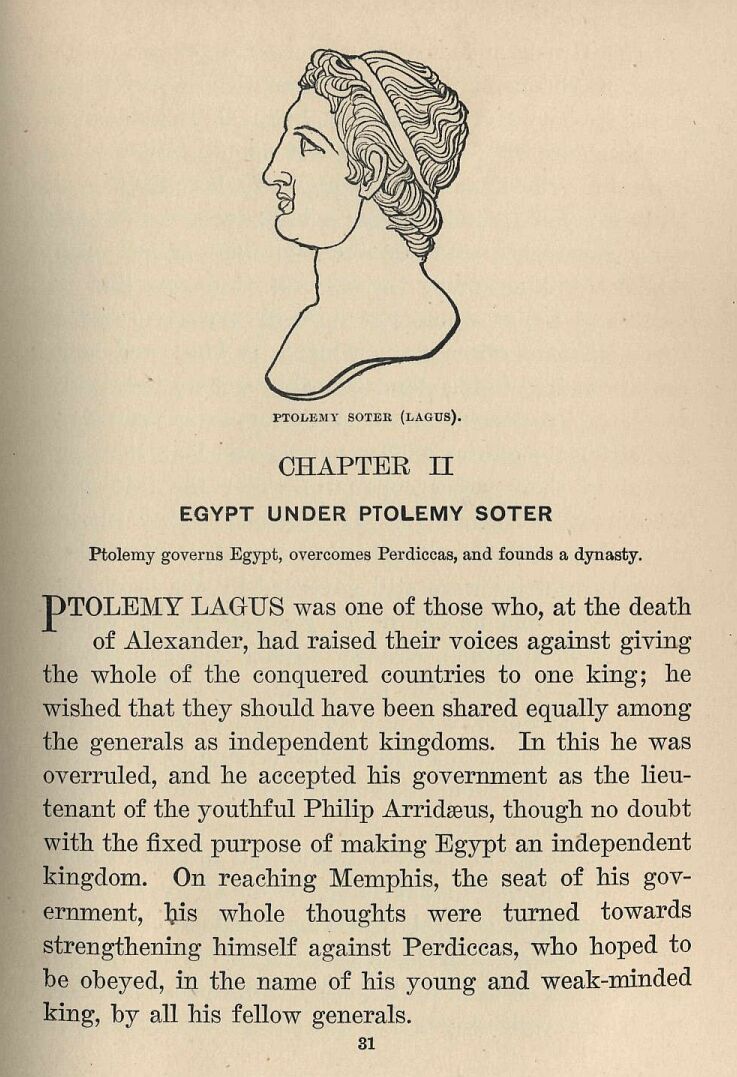 PTOLEMY SOTER (LAGUS).
CHAPTER II
EGYPT UNDER PTOLEMY SOTER
Ptolemy governs Egypt, overcomes Perdiccas, and founds a dynasty.
PTOLEMY LAGUS was one of those who, at the death
of Alexander, had raised their voices against giving
the whole of the conquered countries to one king; he
wished that they should have been shared equally among
the generals as independent kingdoms. In this he was
overruled, and he accepted his government as the lieu-
tenant of the youthful Philip Arridæus, though no doubt
with the fixed purpose of making Egypt an independent
kingdom. On reaching Memphis, the seat of his gov-
ernment, his whole thoughts were turned towards
strengthening himself against Perdiccas, who hoped to
be obeyed, in the name of his young and weak-minded
king, by all his fellow generals.
31